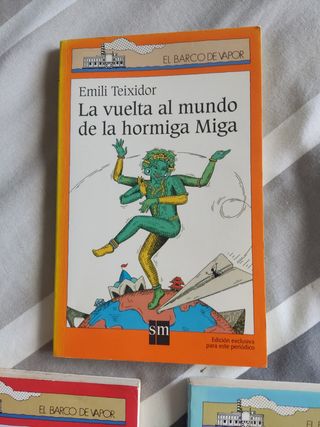 EL BARCO DE VAPOR
Emili Teixidor
La vuelta al mundo
de la hormiga Miga
sm
Edición exclusiva
para este periódico
EL BARCO DE VAPOR
EL BARCO DE VAPOR